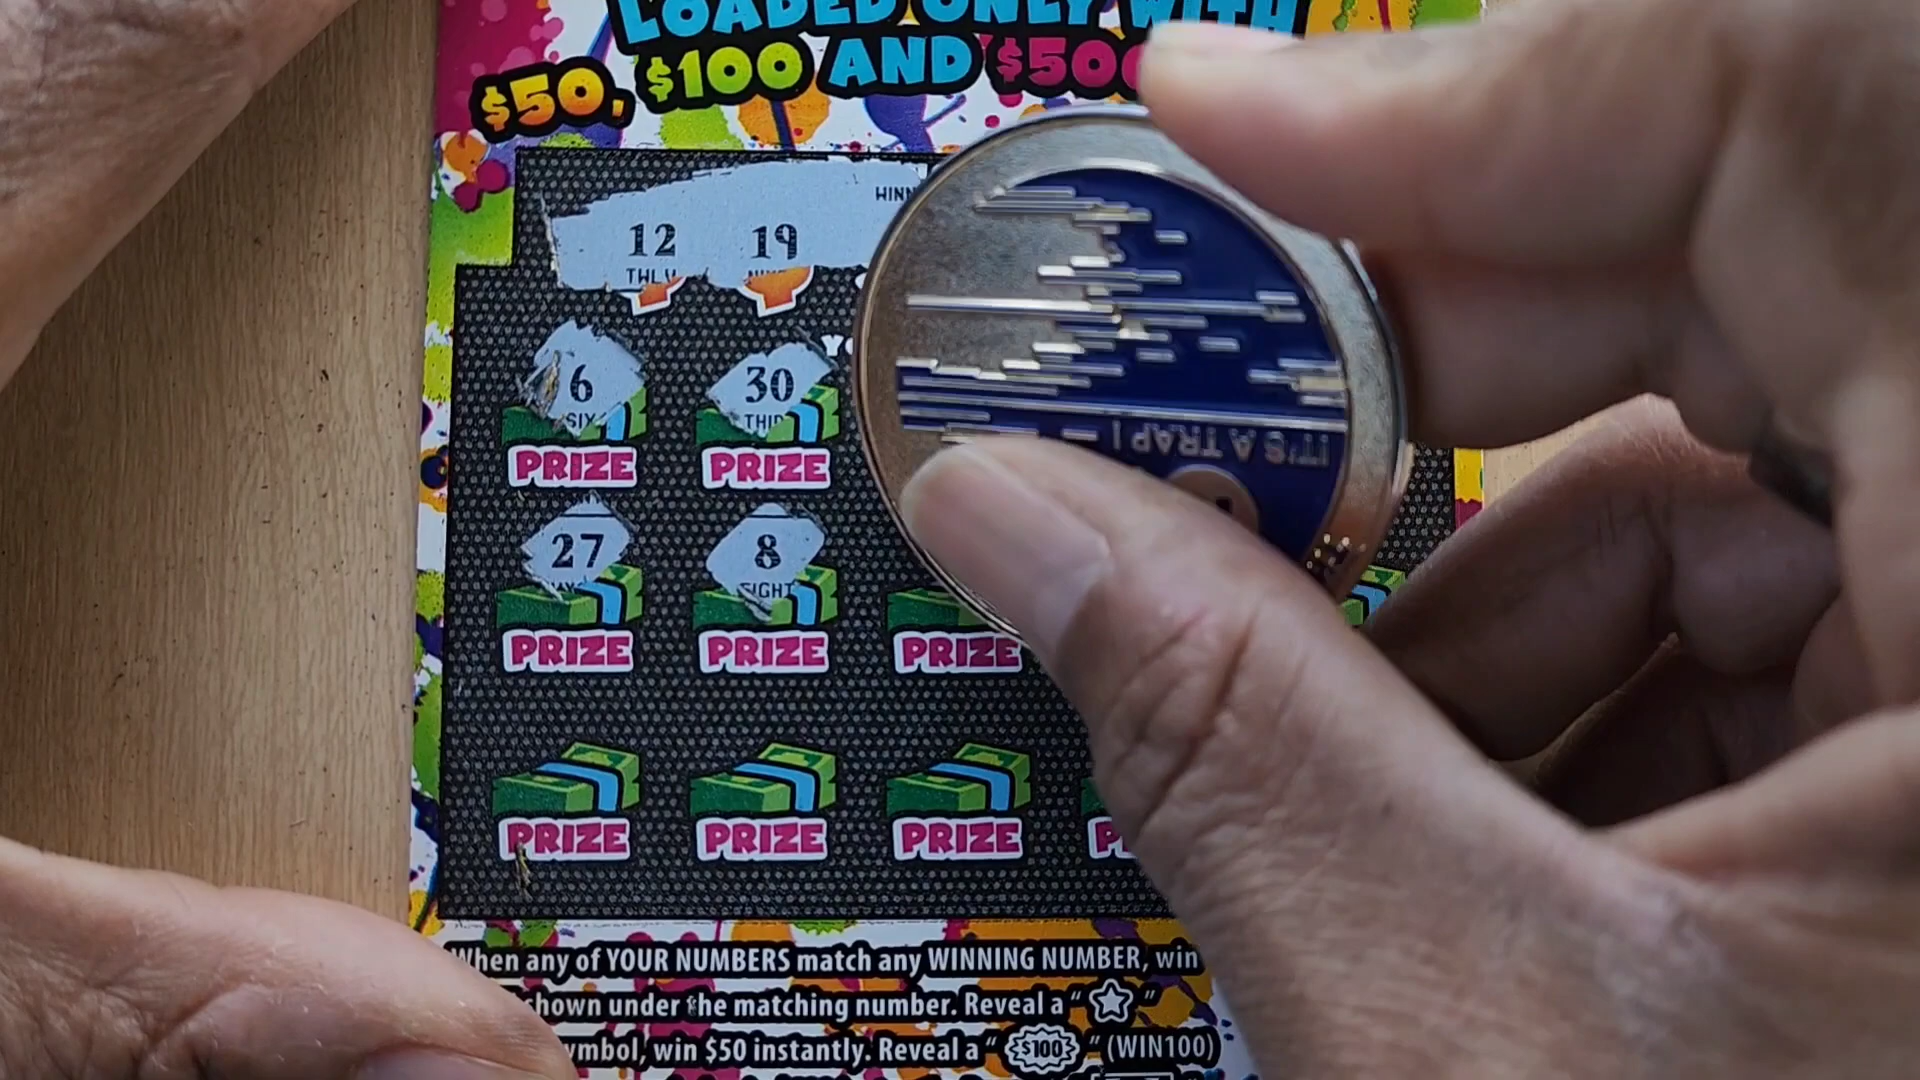 LOADED ONLY WITH
$50, $100 AND $500
12 19
6 30
SIX
PRIZE PRIZE
27 8
PRIZE PRIZE PRIZE
PRIZE PRIZE PRIZE
IT'S A TRAP!
When any of YOUR NUMBERS match any WINNING NUMBER, win
shown under the matching number. Reveal a " "
symbol, win $50 instantly. Reveal a " $100 " (WIN100)